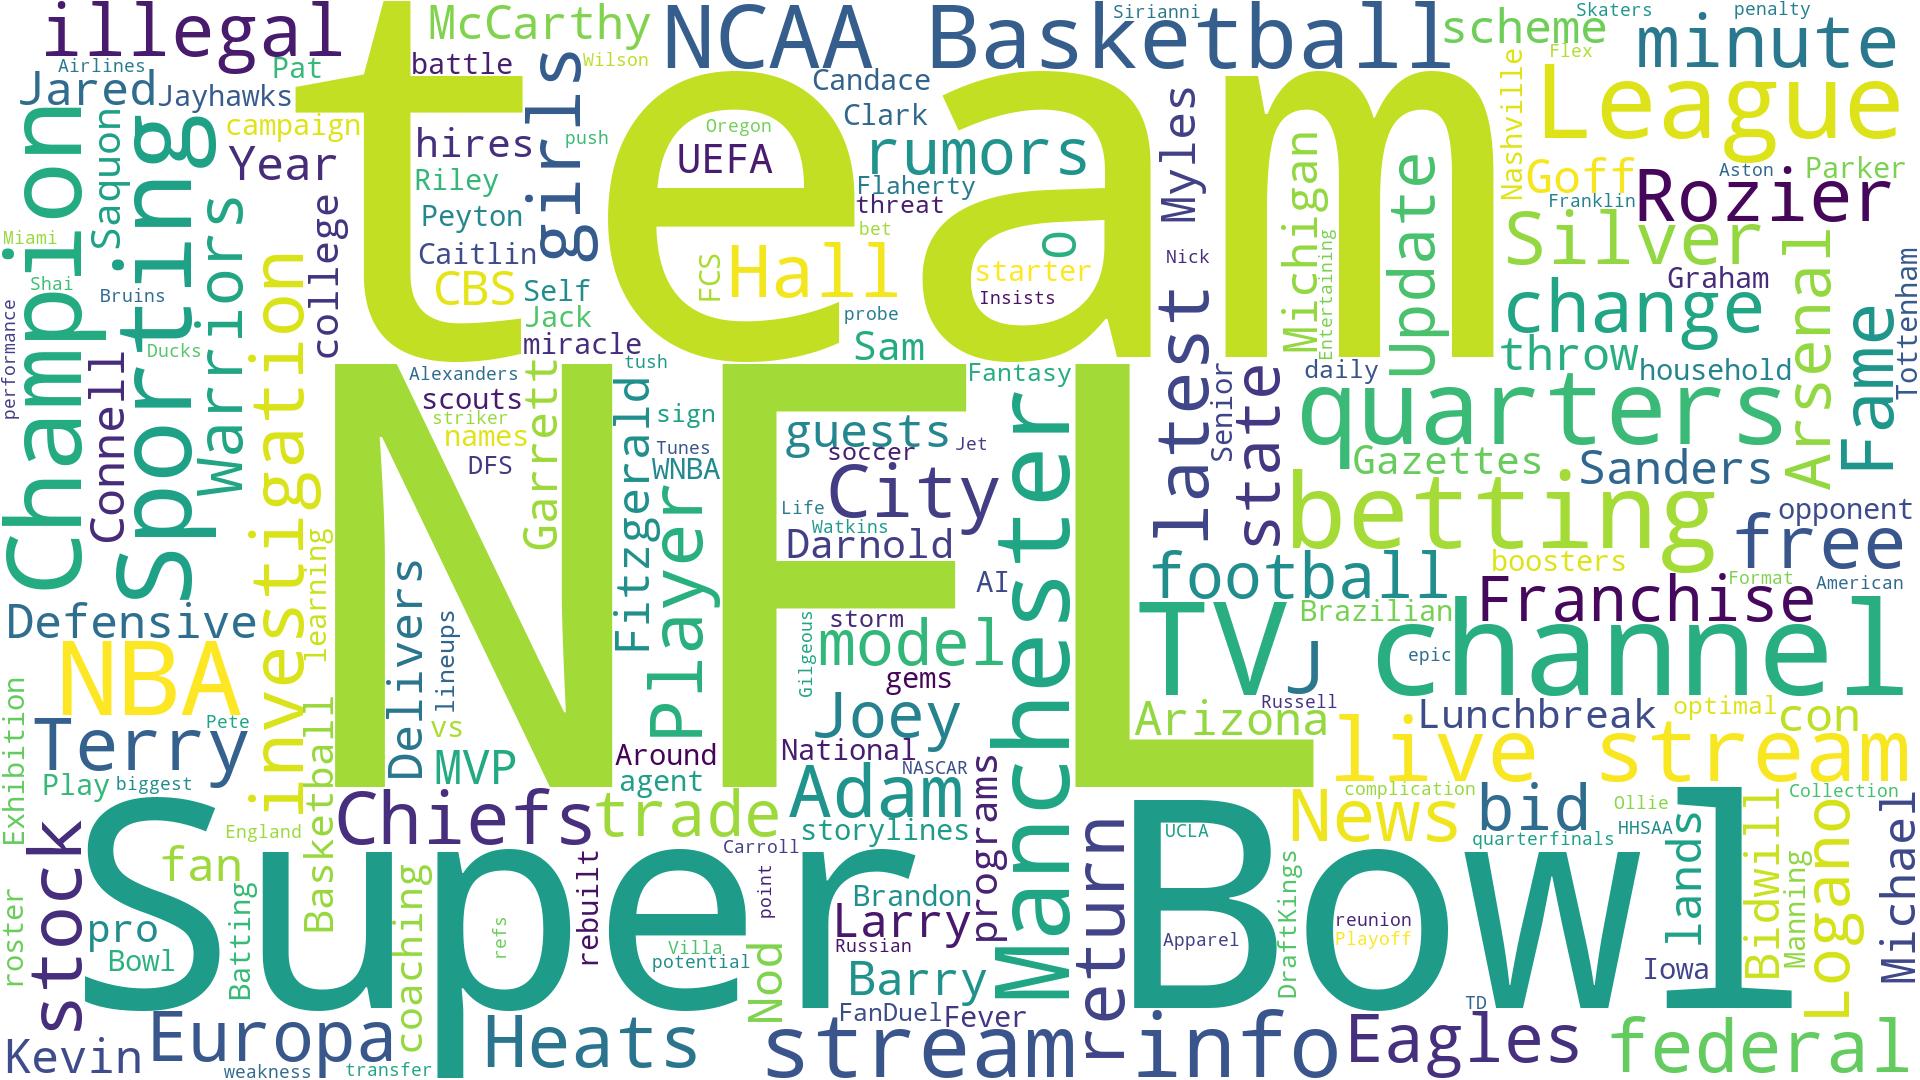 illegal
team
McCarthy
NCAA Basketball
Sirianni
scheme
Skaters
penalty
minute
Airlines
Pat
battle
girls
Wilson
Candace
Flex
Jared
Jayhawks
Clark
Myles
Nashville
League
Champion
Saquon
sporting
campaign
hires
push
Oregon
rumors
Michigan
Year
UEFA
Goff
Aston
Parker
Warriors
college
Riley
Flaherty
Update
Franklin
Rozier
Peyton
threat
Silver
Miami
Caitlin
bet
O
Arsenal
Shai
investigation
CBS
Self
FCS
Hall
starter
Nick
Entertaining
Graham
Tottenham
Bruins
Jack
Insists
latest
change
performance
Ducks
miracle
probe
Fame
Connell
Sam
throw
Alexanders
Garrett
tush
Fantasy
daily
household
NFL
scouts
Fitzgerald
Manchester
Senior
state
quarters
striker
sign
guests
Jet
names
Tunes
soccer
Gazettes
Sanders
DFS
WNBA
City
betting
learning
Player
Life
Watkins
opponent
Darnold
free
Delivers
football
boosters
AI
Format
American
Defensive
lineups
Gilgeous
storm
TV
Brazilian
Franchise
NBA
model
J
epic
channel
Exhibition
gems
Russell
Terry
Pete
vs
Joey
Arizona
Lunchbreak
optimal
con
Basketball
MVP
Around
National
NASCAR
live stream
Play
biggest
agent
Adam
programs
complication
Collection
Super Bowl
stock
Chiefs
trade
News
bid
Ollie
lands
Bidwill
Logano
Michael
England
storylines
return
UCLA
HHSAA
fan
Carroll
quarterfinals
roster
coaching
rebuilt
point
Brandon
DraftKings
Manning
pro
Batting
refs
Nod
Larry
reunion
Bowl
Villa
Russian
Apparel
Playoff
potential
Barry
Iowa
TD
Kevin
Europa
Heats
FanDuel
Fever
stream info
Eagles
federal
weakness
transfer